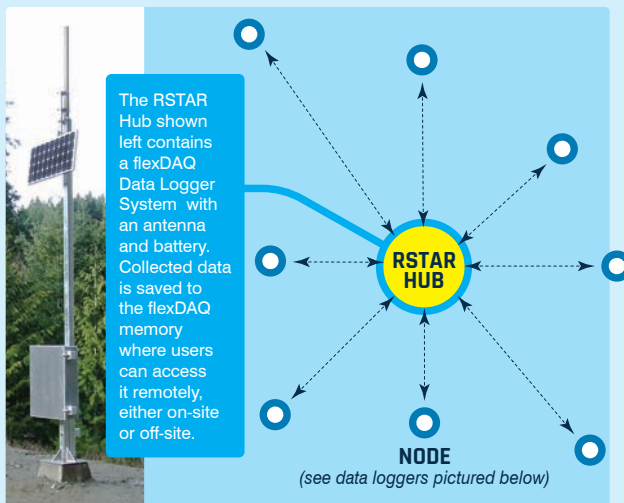 The RSTAR
Hub shown
left contains
a flexDAQ
Data Logger
System with
an antenna
and battery.
Collected data
is saved to
the flexDAQ
memory
where users
can access
it remotely,
either on-site
or off-site.
RSTAR
HUB
NODE
(see data loggers pictured below)